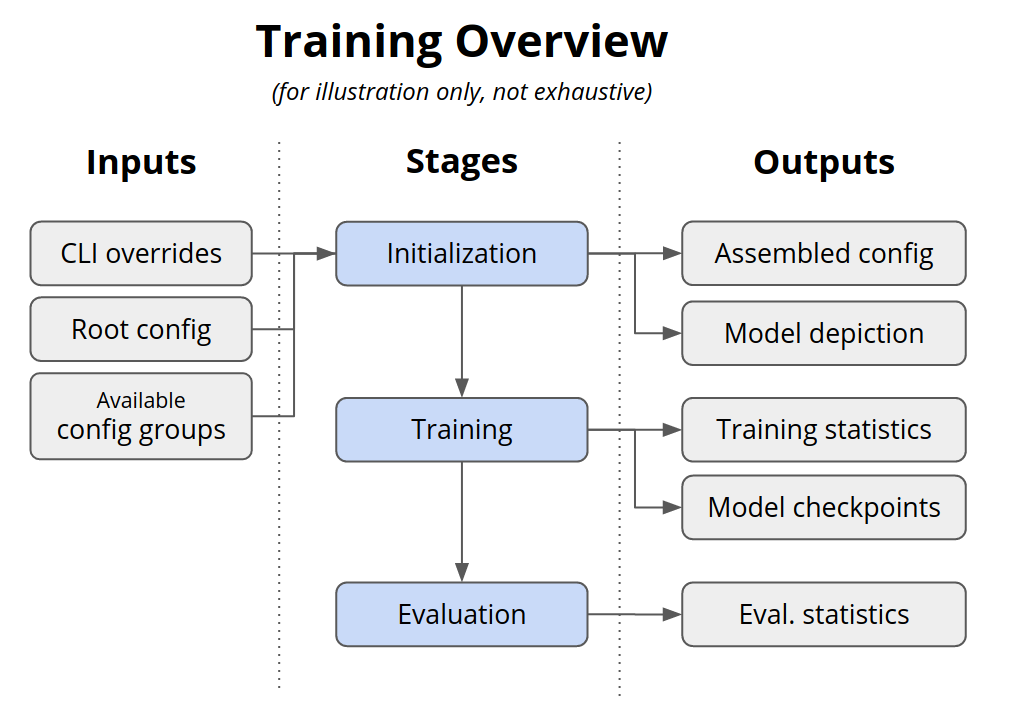 Training Overview
(for illustration only, not exhaustive)
Inputs
Stages
Outputs
CLI overrides
Initialization
Assembled config
Root config
Model depiction
Available
config groups
Training
Training statistics
Model checkpoints
Evaluation
Eval. statistics